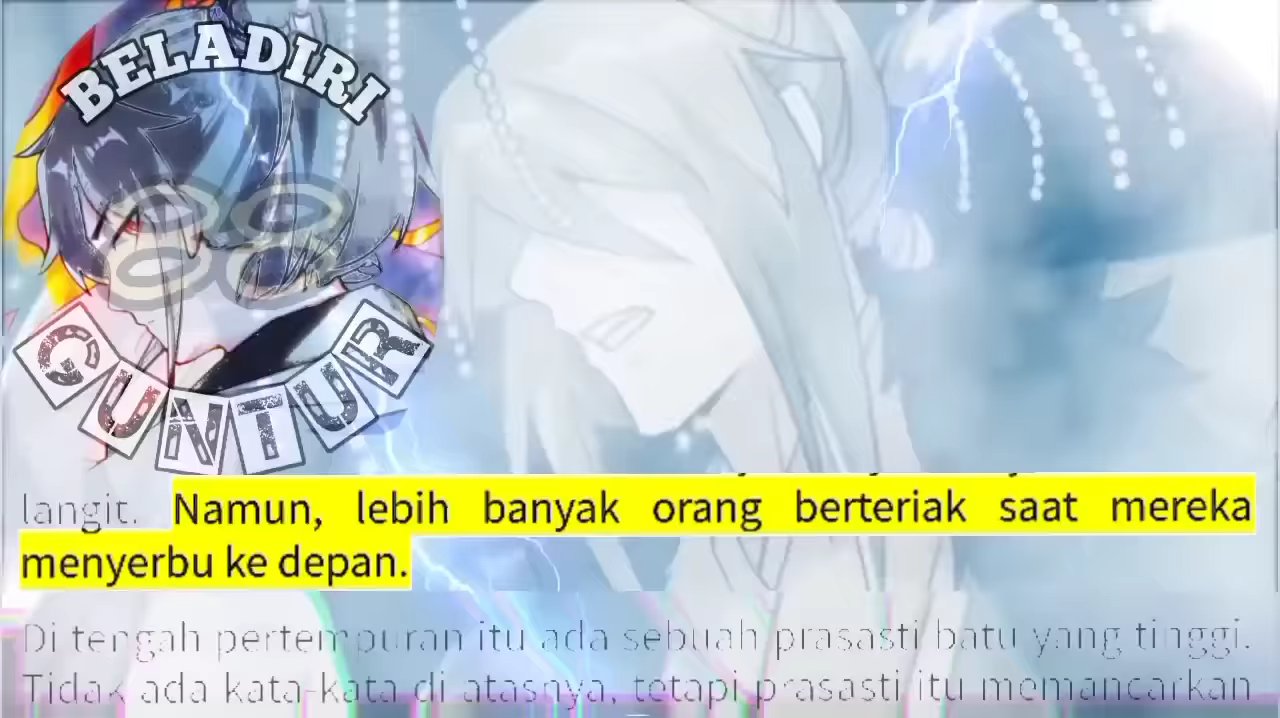 BELADIRI
GUNTUR
langit. Namun, lebih banyak orang berteriak saat mereka
menyerbu ke depan.
Di tengah pertempuran itu ada sebuah prasasti batu yang tinggi.
Tidak ada kata-kata di atasnya, tetapi prasasti itu memancarkan